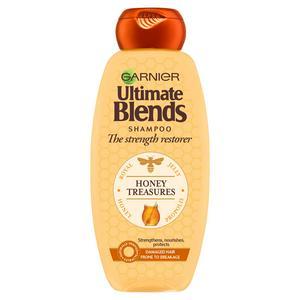 GARNIER
Ultimate
Blends
SHAMPOO
The strength restorer
ROYAL JELLY
HONEY
TREASURES
HONEY
PROPOLIS
Strengthens, nourishes,
protects
DAMAGED HAIR
PRONE TO BREAKAGE